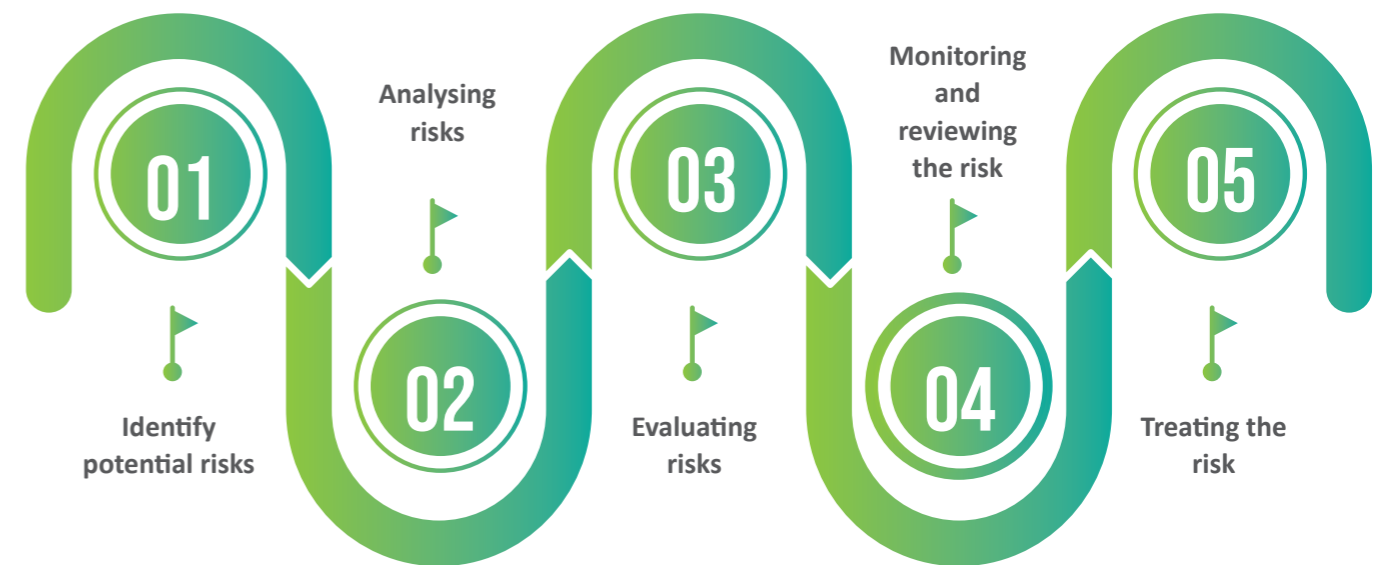 01
Identify
potential risks
Analysing
risks
02
03
Evaluating
risks
Monitoring
and
reviewing
the risk
04
05
Treating the
risk